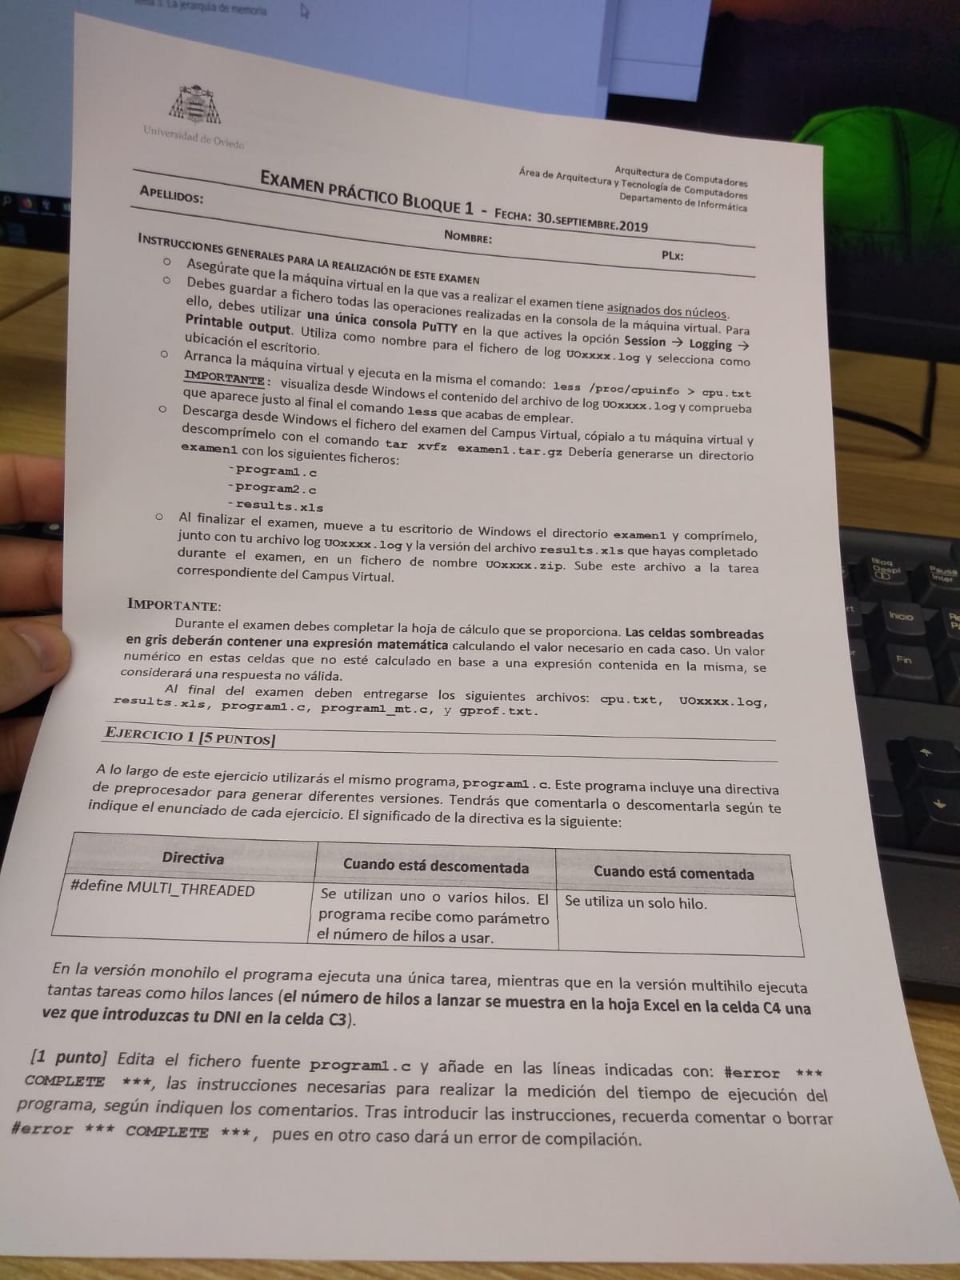 Tema 3. La jerarquía de memoria
Universidad de Oviedo
Arquitectura de Computadores
Área de Arquitectura y Tecnología de Computadores
Departamento de Informática
EXAMEN PRÁCTICO BLOQUE 1 - FECHA: 30.SEPTIEMBRE.2019
APELLIDOS:
NOMBRE:
PLX:
INSTRUCCIONES GENERALES PARA LA REALIZACIÓN DE ESTE EXAMEN
o Asegúrate que la máquina virtual en la que vas a realizar el examen tiene asignados dos núcleos.
o Debes guardar a fichero todas las operaciones realizadas en la consola de la máquina virtual. Para
ello, debes utilizar una única consola PuTTY en la que actives la opción Session → Logging →
Printable output. Utiliza como nombre para el fichero de log UOxxxx.log y selecciona como
ubicación el escritorio.
o Arranca la máquina virtual y ejecuta en la misma el comando: less /proc/cpuinfo > cpu.txt
IMPORTANTE: visualiza desde Windows el contenido del archivo de log UOxxxx.log y comprueba
que aparece justo al final el comando less que acabas de emplear.
o Descarga desde Windows el fichero del examen del Campus Virtual, cópialo a tu máquina virtual y
descomprímelo con el comando tar xvfz examen1.tar.gz Debería generarse un directorio
examen1 con los siguientes ficheros:
-program1.c
-program2.c
-results.xls
o Al finalizar el examen, mueve a tu escritorio de Windows el directorio examen1 y comprímelo,
junto con tu archivo log UOxxxx.log y la versión del archivo results.xls que hayas completado
durante el examen, en un fichero de nombre UOxxxx.zip. Sube este archivo a la tarea
correspondiente del Campus Virtual.
IMPORTANTE:
Durante el examen debes completar la hoja de cálculo que se proporciona. Las celdas sombreadas
en gris deberán contener una expresión matemática calculando el valor necesario en cada caso. Un valor
numérico en estas celdas que no esté calculado en base a una expresión contenida en la misma, se
considerará una respuesta no válida.
Al final del examen deben entregarse los siguientes archivos: cpu.txt, UOxxxx.log,
results.xls, program1.c, program1_mt.c, y gprof.txt.
EJERCICIO 1 [5 PUNTOS]
A lo largo de este ejercicio utilizarás el mismo programa, program1.c. Este programa incluye una directiva
de preprocesador para generar diferentes versiones. Tendrás que comentarla o descomentarla según te
indique el enunciado de cada ejercicio. El significado de la directiva es la siguiente:
Directiva
Cuando está descomentada
Cuando está comentada
#define MULTI_THREADED
Se utilizan uno o varios hilos. El
programa recibe como parámetro
el número de hilos a usar.
Se utiliza un solo hilo.
En la versión monohilo el programa ejecuta una única tarea, mientras que en la versión multihilo ejecuta
tantas tareas como hilos lances (el número de hilos a lanzar se muestra en la hoja Excel en la celda C4 una
vez que introduzcas tu DNI en la celda C3).
[1 punto] Edita el fichero fuente program1.c y añade en las líneas indicadas con: #error ***
COMPLETE ***, las instrucciones necesarias para realizar la medición del tiempo de ejecución del
programa, según indiquen los comentarios. Tras introducir las instrucciones, recuerda comentar o borrar
#error *** COMPLETE ***, pues en otro caso dará un error de compilación.
Bloq
Despl
Pausa
Inter
Inicio
Fin